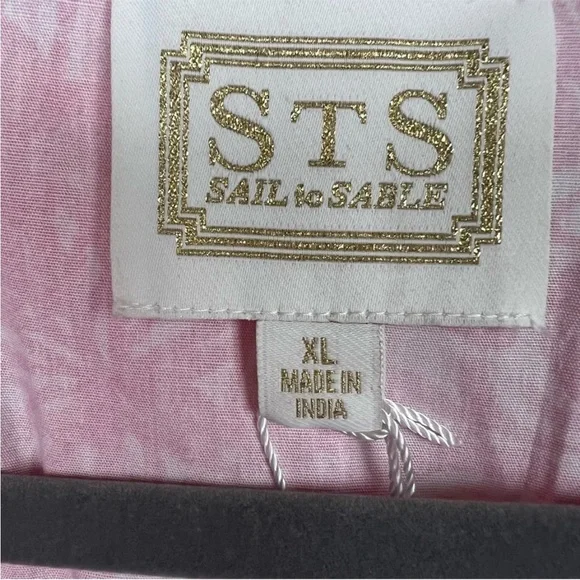 STS
SAIL to SABLE
XL
MADE IN
INDIA